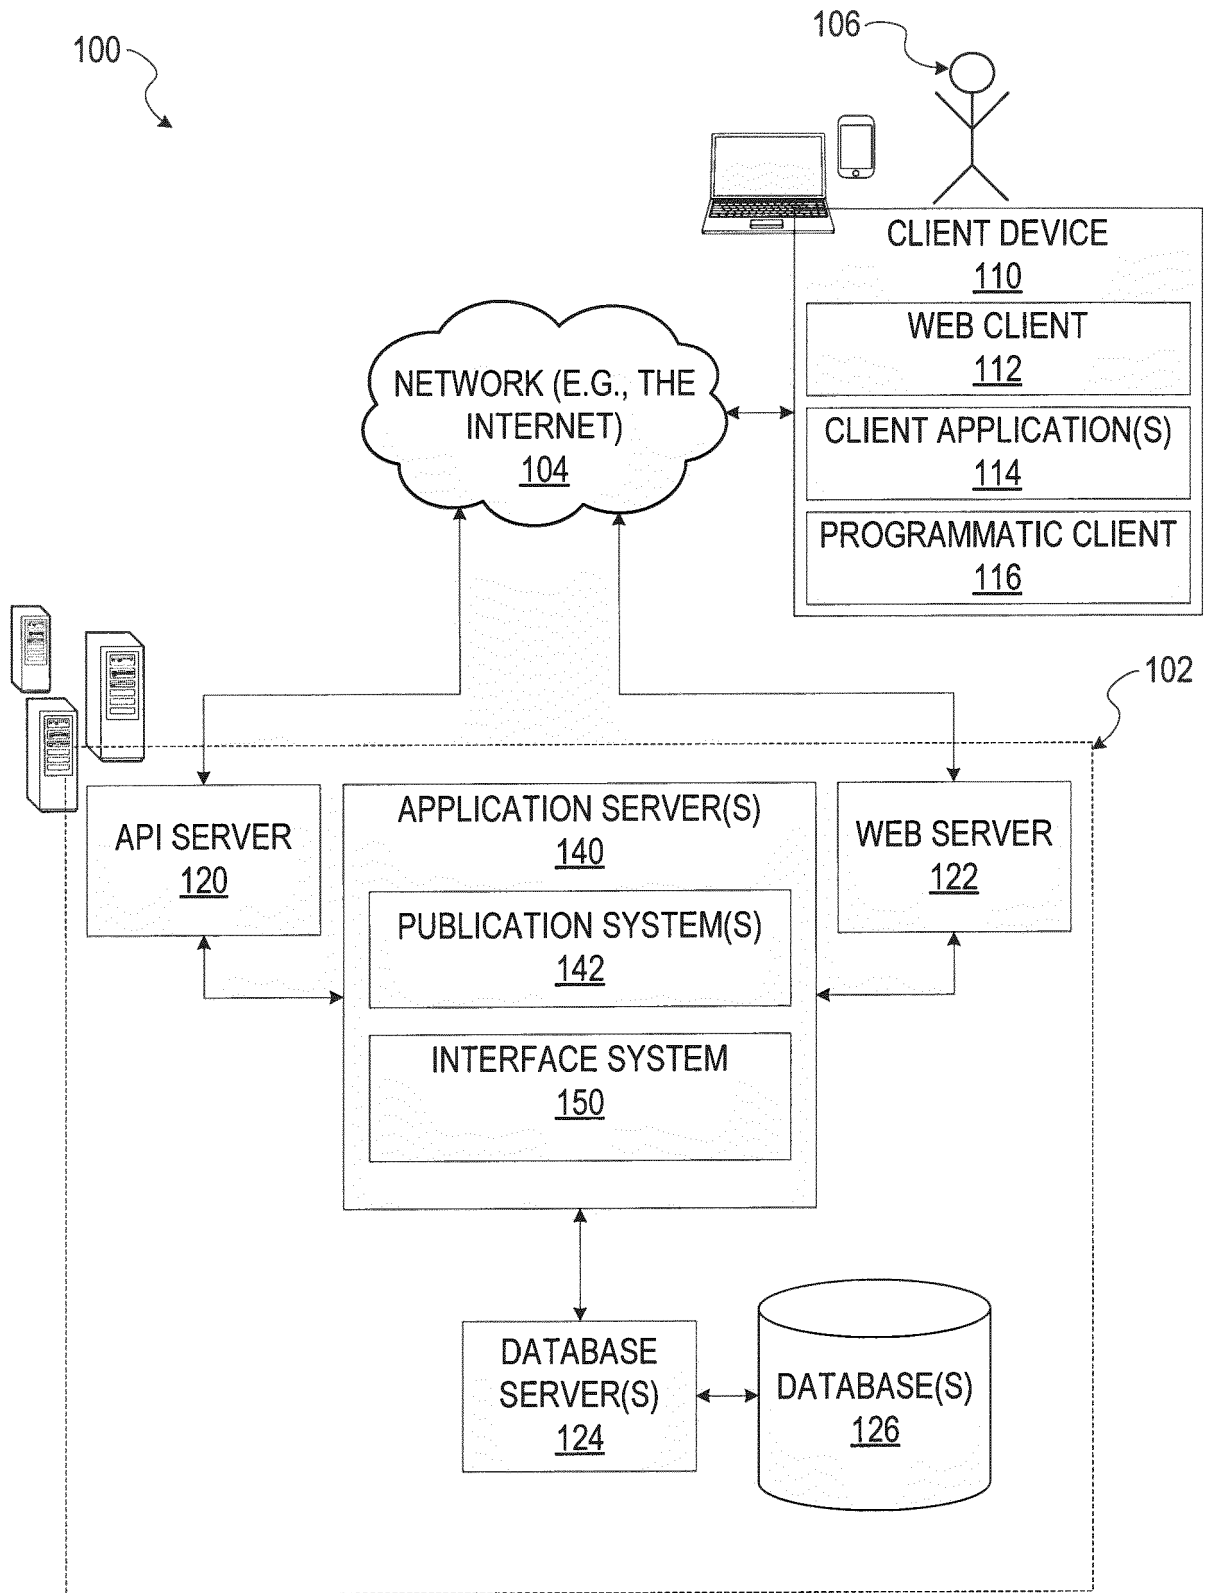 100
106
CLIENT DEVICE
110
WEB CLIENT
112
CLIENT APPLICATION(S)
114
PROGRAMMATIC CLIENT
116
NETWORK (E.G., THE
INTERNET)
104
102
API SERVER
120
APPLICATION SERVER(S)
140
PUBLICATION SYSTEM(S)
142
INTERFACE SYSTEM
150
WEB SERVER
122
DATABASE
SERVER(S)
124
DATABASE(S)
126